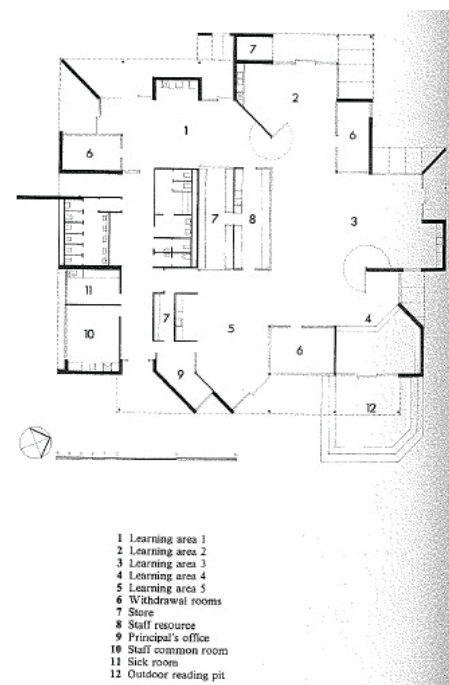 7
2
1
6
6
7
8
3
11
7
5
4
10
6
9
12
1 Learning area 1
2 Learning area 2
3 Learning area 3
4 Learning area 4
5 Learning area 5
6 Withdrawal rooms
7 Store
8 Staff resource
9 Principal's office
10 Staff common room
11 Sick room
12 Outdoor reading pit